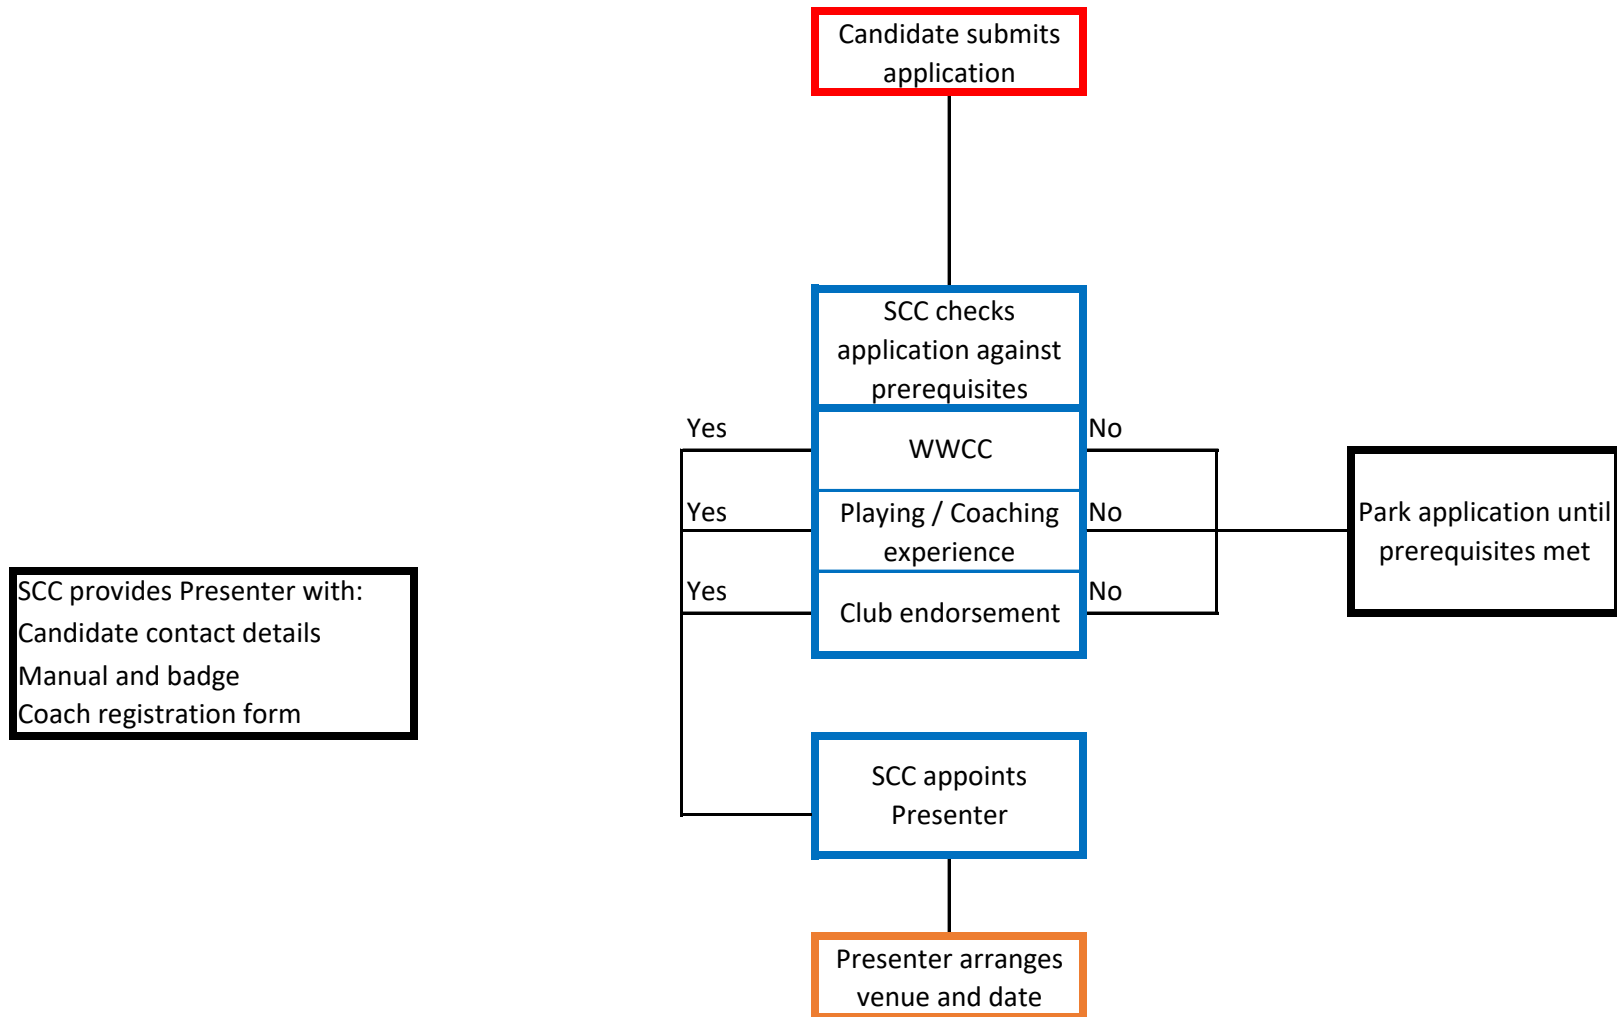 Candidate submits
application
SCC checks
application against
prerequisites
Yes
WWCC
No
Yes
Playing / Coaching
experience
No
Park application until
prerequisites met
Yes
Club endorsement
No
SCC provides Presenter with:
Candidate contact details
Manual and badge
Coach registration form
SCC appoints
Presenter
Presenter arranges
venue and date